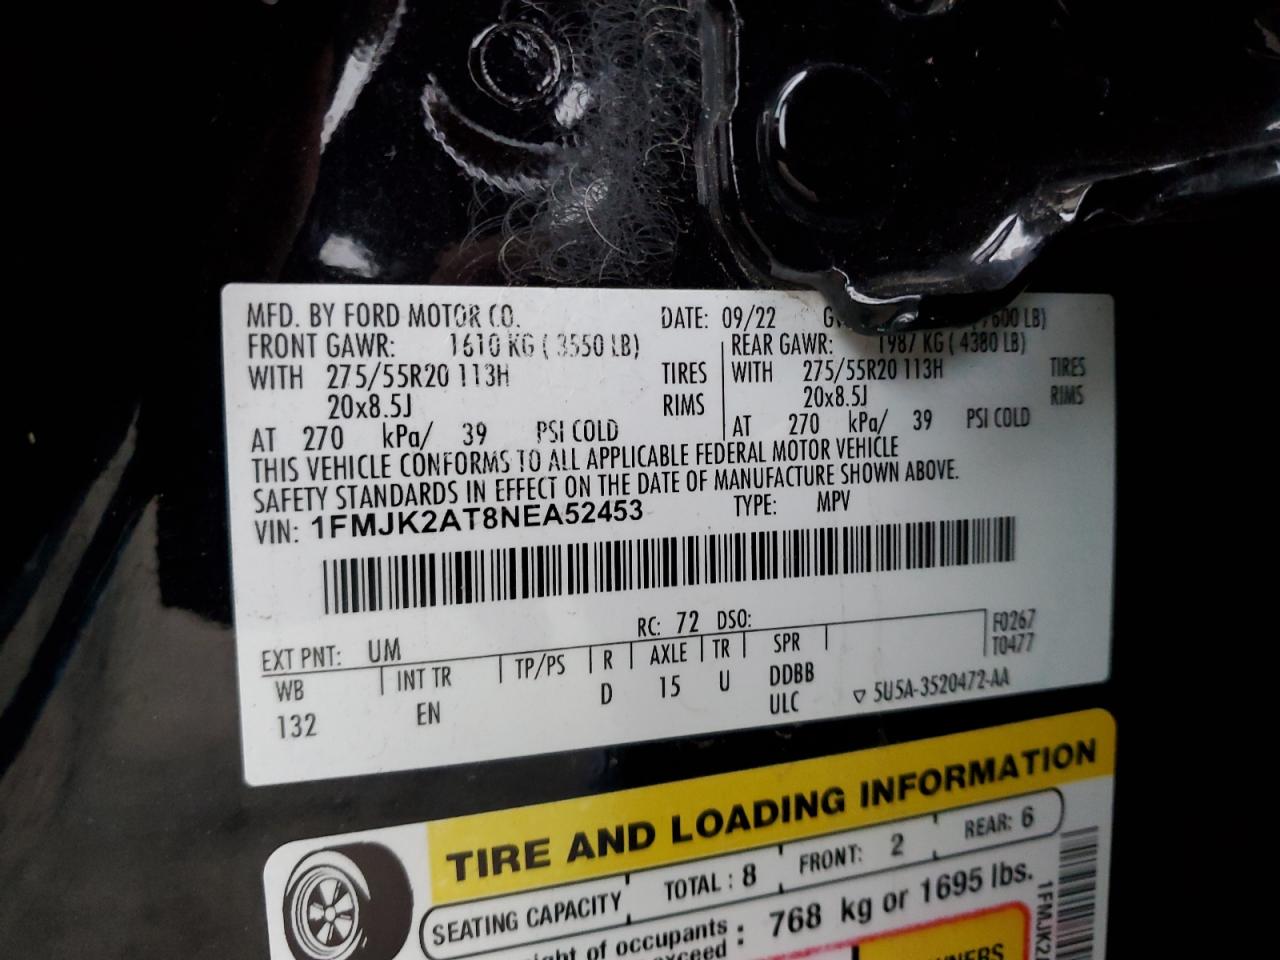 MFD. BY FORD MOTOR CO. DATE: 09/22
FRONT GAWR: 1610 KG ( 3550 LB) REAR GAWR: 1987 KG ( 4380 LB)
WITH 275/55R20 113H TIRES WITH 275/55R20 113H TIRES
20x8.5J RIMS 20x8.5J RIMS
AT 270 kPa/ 39 PSI COLD AT 270 kPa/ 39 PSI COLD
THIS VEHICLE CONFORMS TO ALL APPLICABLE FEDERAL MOTOR VEHICLE
SAFETY STANDARDS IN EFFECT ON THE DATE OF MANUFACTURE SHOWN ABOVE.
VIN: 1FMJK2AT8NEA52453 TYPE: MPV
RC: 72 DSO: F0267
EXT PNT: UM T0477
WB INT TR TP/PS R AXLE TR SPR
132 EN D 15 U DDBB
ULC ▽ 5U5A-3520472-AA
TIRE AND LOADING INFORMATION
SEATING CAPACITY TOTAL : 8 FRONT: 2 REAR: 6
of occupants : 768 kg or 1695 lbs.